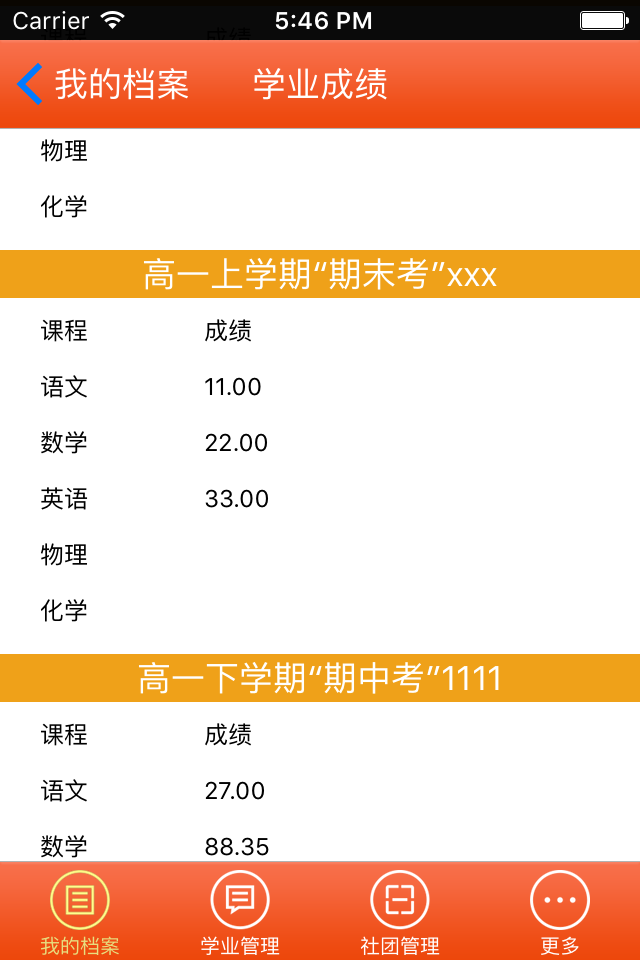 Carrier 5:46 PM
我的档案 学业成绩
物理
化学
高一上学期“期末考”xxx
课程 成绩
语文 11.00
数学 22.00
英语 33.00
物理
化学
高一下学期“期中考”1111
课程 成绩
语文 27.00
数学 88.35
我的档案 学业管理 社团管理 更多